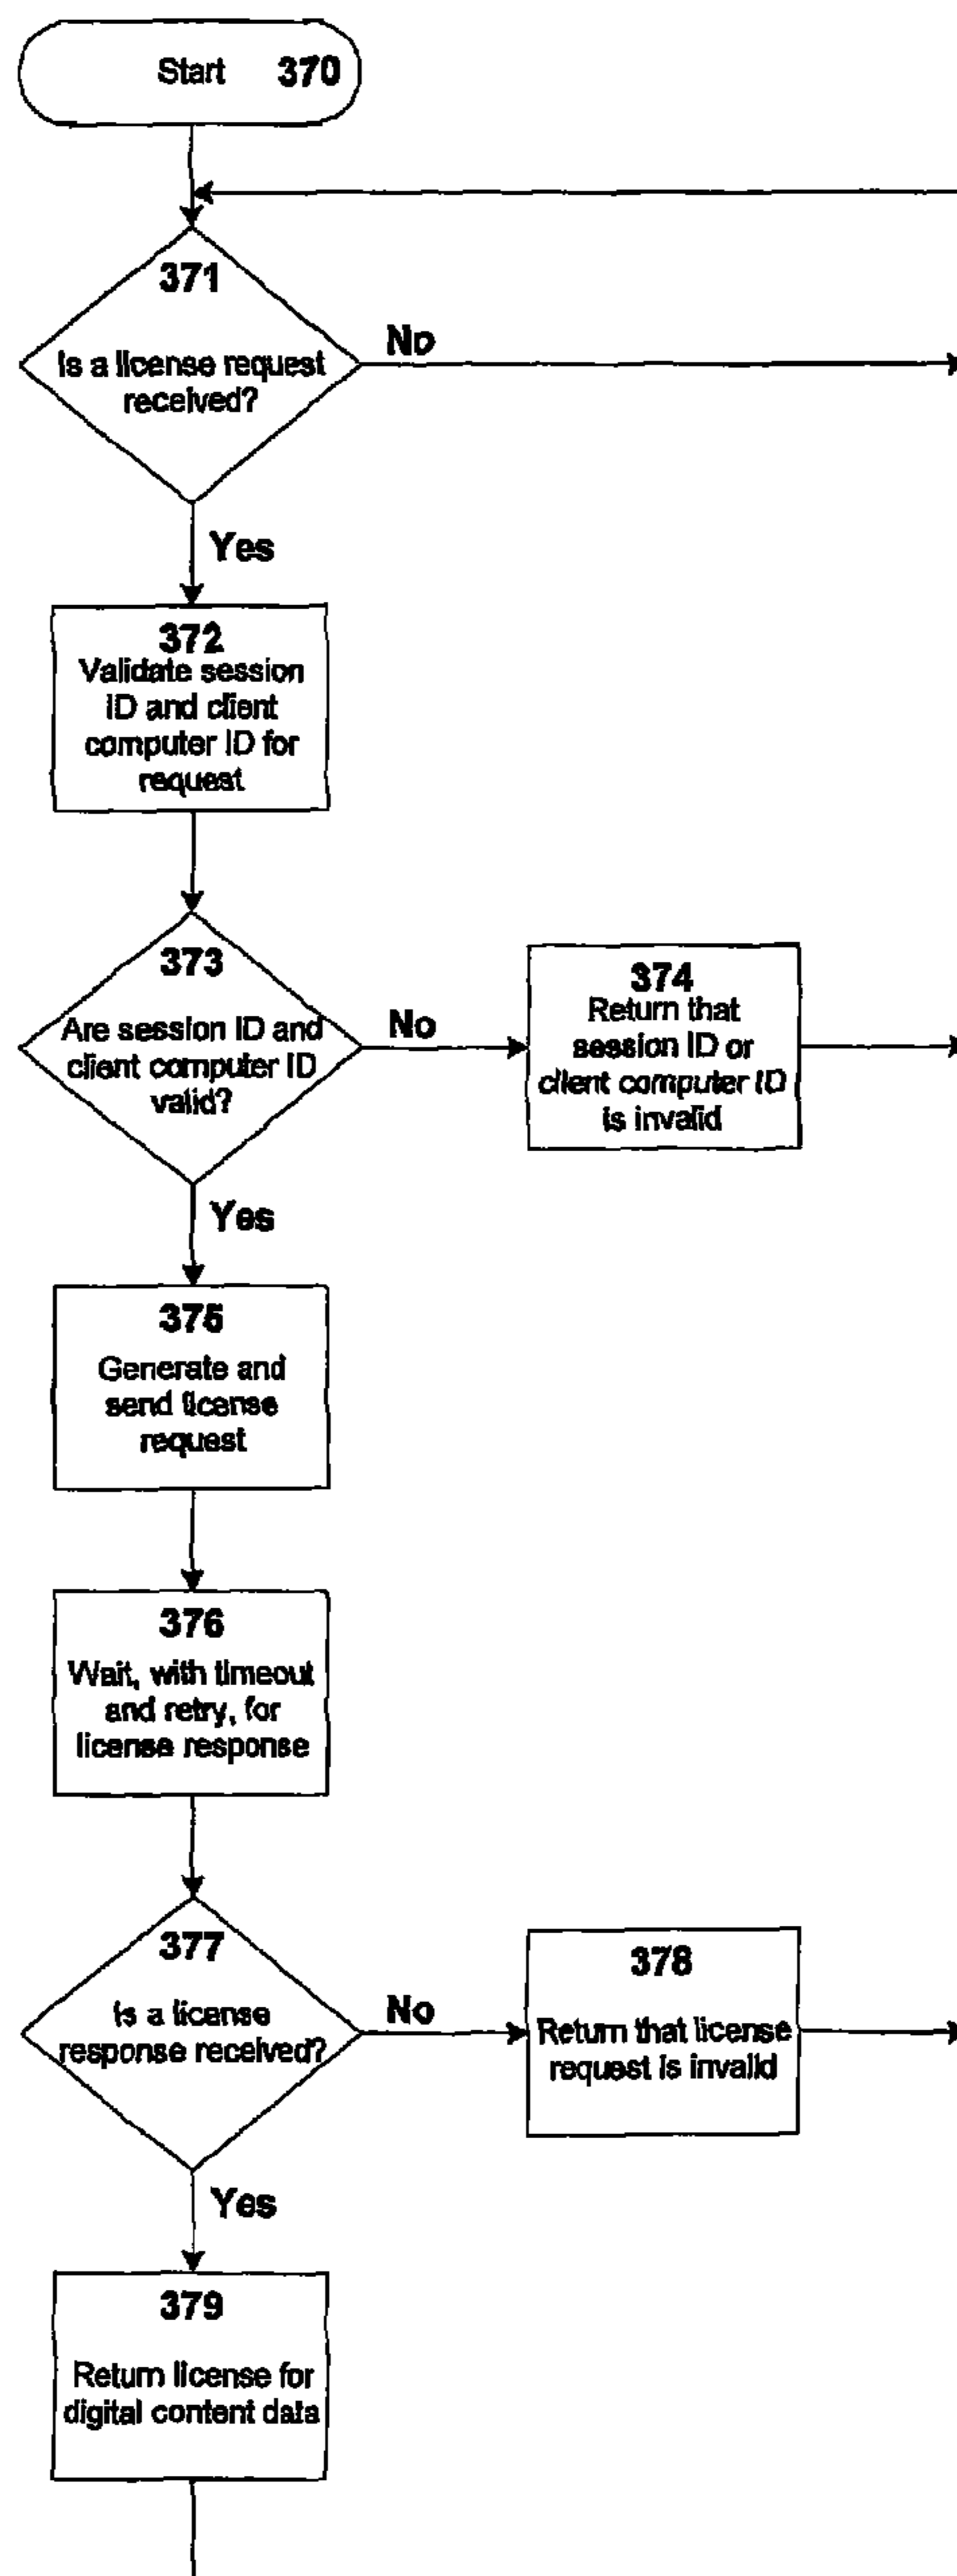 Start 370
371
Is a license request
received?
No
Yes
372
Validate session
ID and client
computer ID for
request
373
Are session ID and
client computer ID
valid?
No
374
Return that
session ID or
client computer ID
is invalid
Yes
375
Generate and
send license
request
376
Wait, with timeout
and retry, for
license response
377
Is a license
response received?
No
378
Return that license
request is invalid
Yes
379
Return license for
digital content data